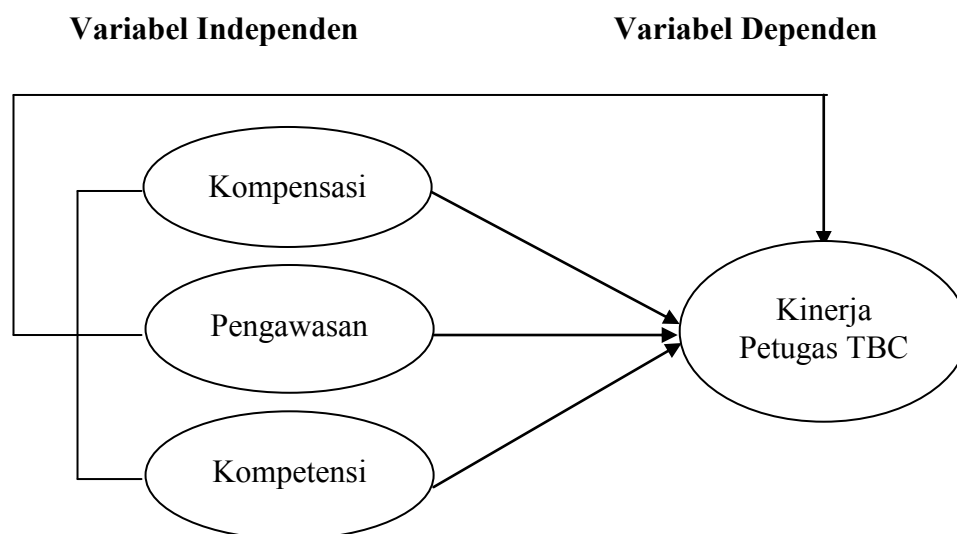 Variabel Independen
Variabel Dependen
Kompensasi
Pengawasan
Kompetensi
Kinerja
Petugas TBC